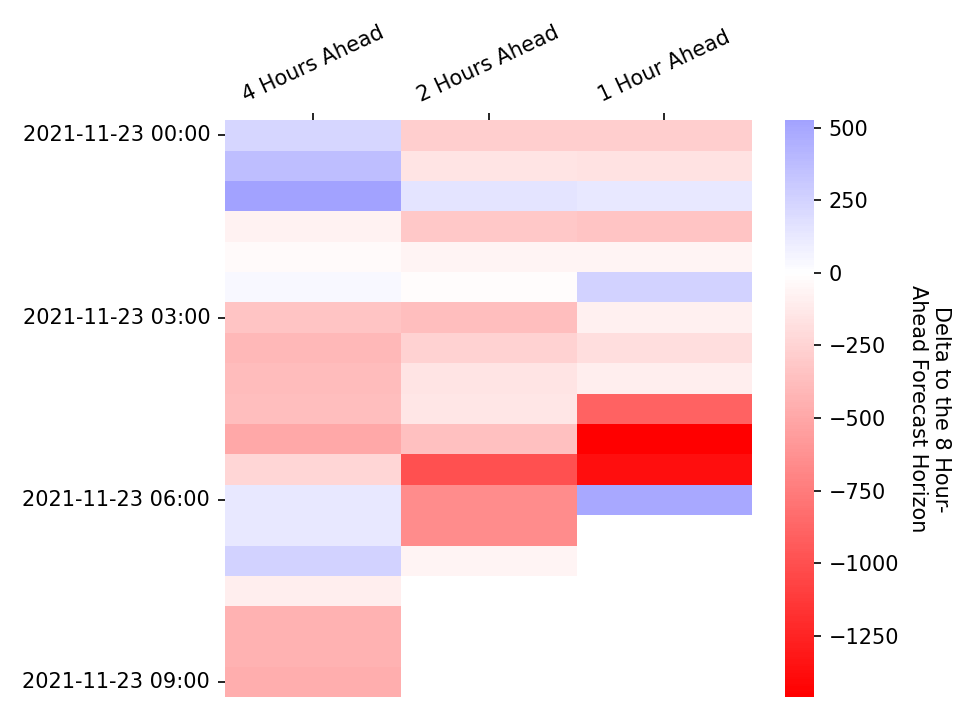 4 Hours Ahead
2 Hours Ahead
1 Hour Ahead
2021-11-23 00:00
2021-11-23 03:00
2021-11-23 06:00
2021-11-23 09:00
500
250
0
−250
−500
−750
−1000
−1250
Delta to the 8 Hour-
Ahead Forecast Horizon